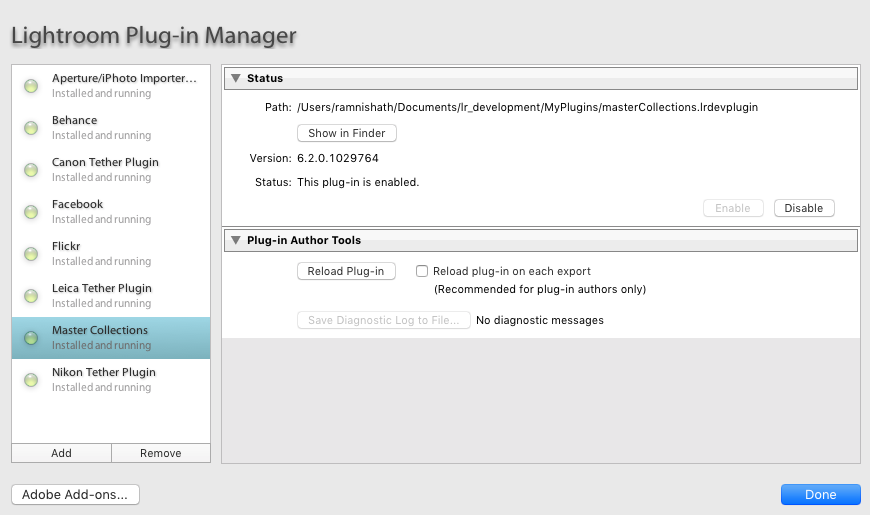 Lightroom Plug-in Manager
Aperture/iPhoto Importer...
Installed and running
Behance
Installed and running
Canon Tether Plugin
Installed and running
Facebook
Installed and running
Flickr
Installed and running
Leica Tether Plugin
Installed and running
Master Collections
Installed and running
Nikon Tether Plugin
Installed and running
Add
Remove
Adobe Add-ons...
Status
Path: /Users/ramnishath/Documents/lr_development/MyPlugins/masterCollections.lrdevplugin
Show in Finder
Version: 6.2.0.1029764
Status: This plug-in is enabled.
Enable
Disable
Plug-in Author Tools
Reload Plug-in
Reload plug-in on each export
(Recommended for plug-in authors only)
Save Diagnostic Log to File...
No diagnostic messages
Done